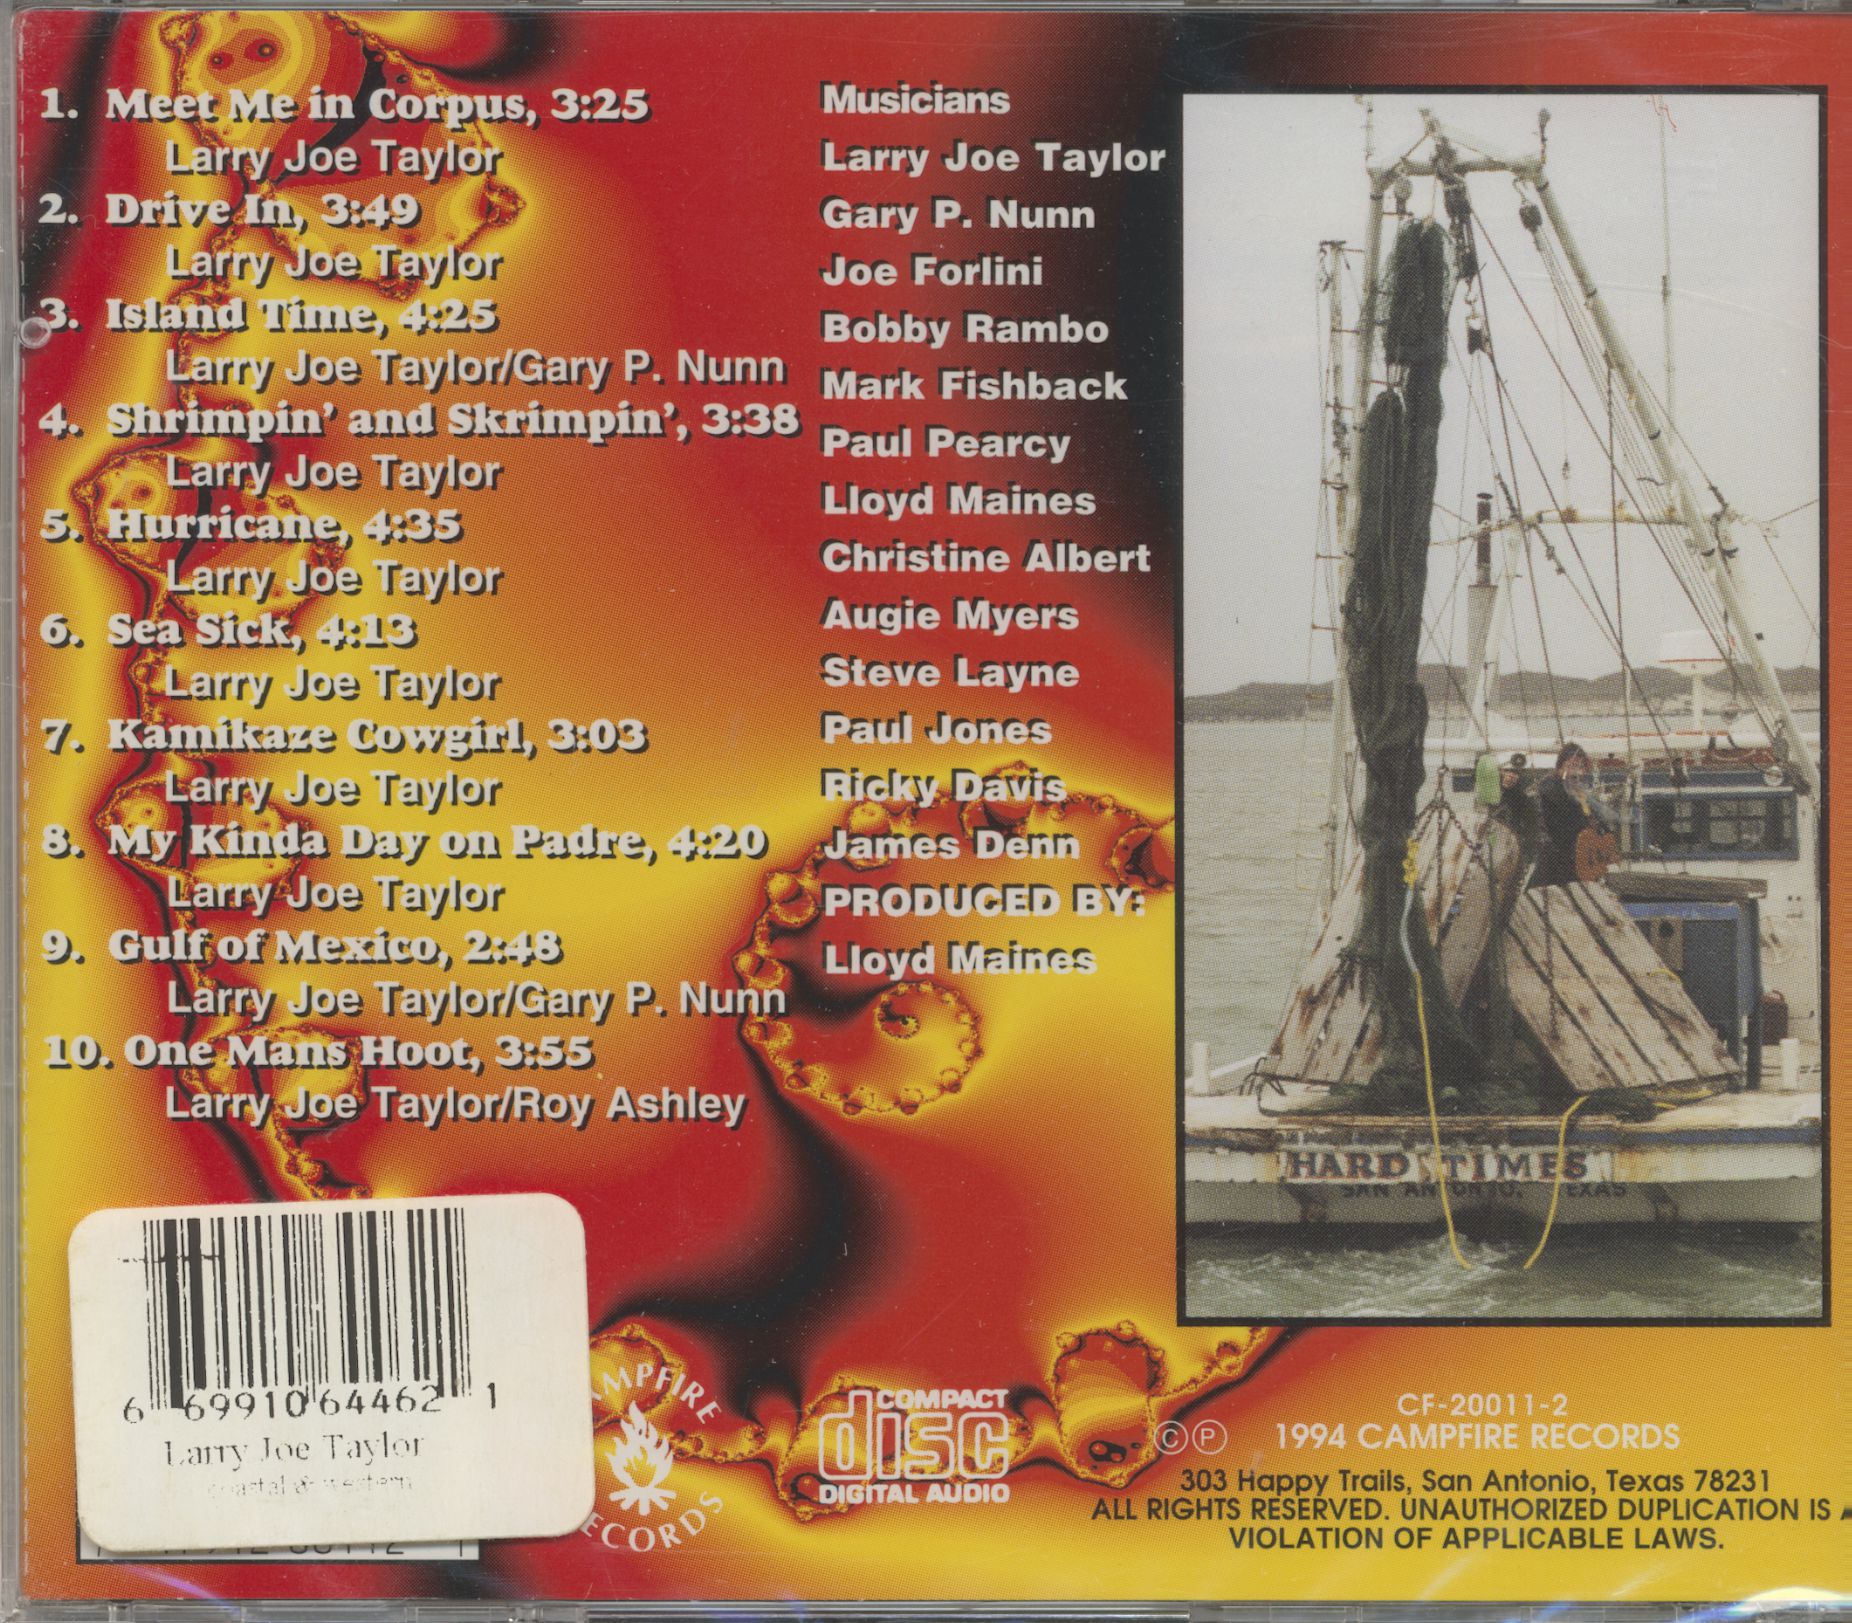 1. Meet Me in Corpus, 3:25
Larry Joe Taylor
2. Drive In, 3:49
Larry Joe Taylor
3. Island Time, 4:25
Larry Joe Taylor/Gary P. Nunn
4. Shrimpin' and Skrimpin', 3:38
Larry Joe Taylor
5. Hurricane, 4:35
Larry Joe Taylor
6. Sea Sick, 4:13
Larry Joe Taylor
7. Kamikaze Cowgirl, 3:03
Larry Joe Taylor
8. My Kinda Day on Padre, 4:20
Larry Joe Taylor
9. Gulf of Mexico, 2:48
Larry Joe Taylor/Gary P. Nunn
10. One Mans Hoot, 3:55
Larry Joe Taylor/Roy Ashley
Musicians
Larry Joe Taylor
Gary P. Nunn
Joe Forlini
Bobby Rambo
Mark Fishback
Paul Pearcy
Lloyd Maines
Christine Albert
Augie Myers
Steve Layne
Paul Jones
Ricky Davis
James Denn
PRODUCED BY:
Lloyd Maines
HARD TIMES
SAN ANTONIO, TEXAS
6 69910 64462 1
Larry Joe Taylor
coastal & western
AMPFIRE
ECORDS
COMPACT
disc
DIGITAL AUDIO
CF-20011-2
©℗ 1994 CAMPFIRE RECORDS
303 Happy Trails, San Antonio, Texas 78231
ALL RIGHTS RESERVED. UNAUTHORIZED DUPLICATION IS A
VIOLATION OF APPLICABLE LAWS.